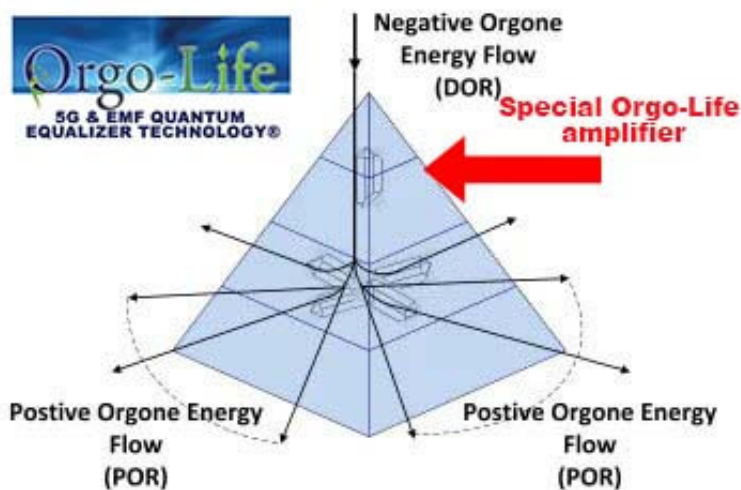 Orgo-Life
5G & EMF QUANTUM
EQUALIZER TECHNOLOGY®
Negative Orgone
Energy Flow
(DOR)
Special Orgo-Life
amplifier
Postive Orgone Energy
Flow
(POR)
Postive Orgone Energy
Flow
(POR)